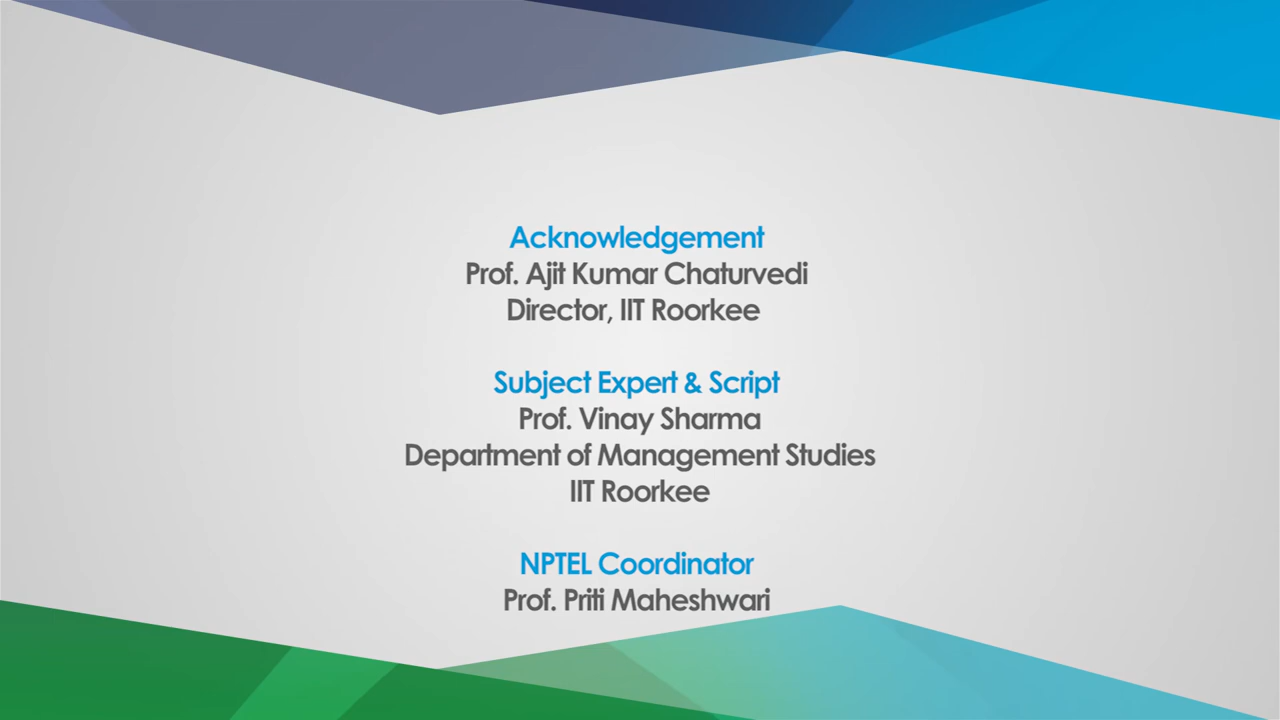 Acknowledgement
Prof. Ajit Kumar Chaturvedi
Director, IIT Roorkee
Subject Expert & Script
Prof. Vinay Sharma
Department of Management Studies
IIT Roorkee
NPTEL Coordinator
Prof. Priti Maheshwari